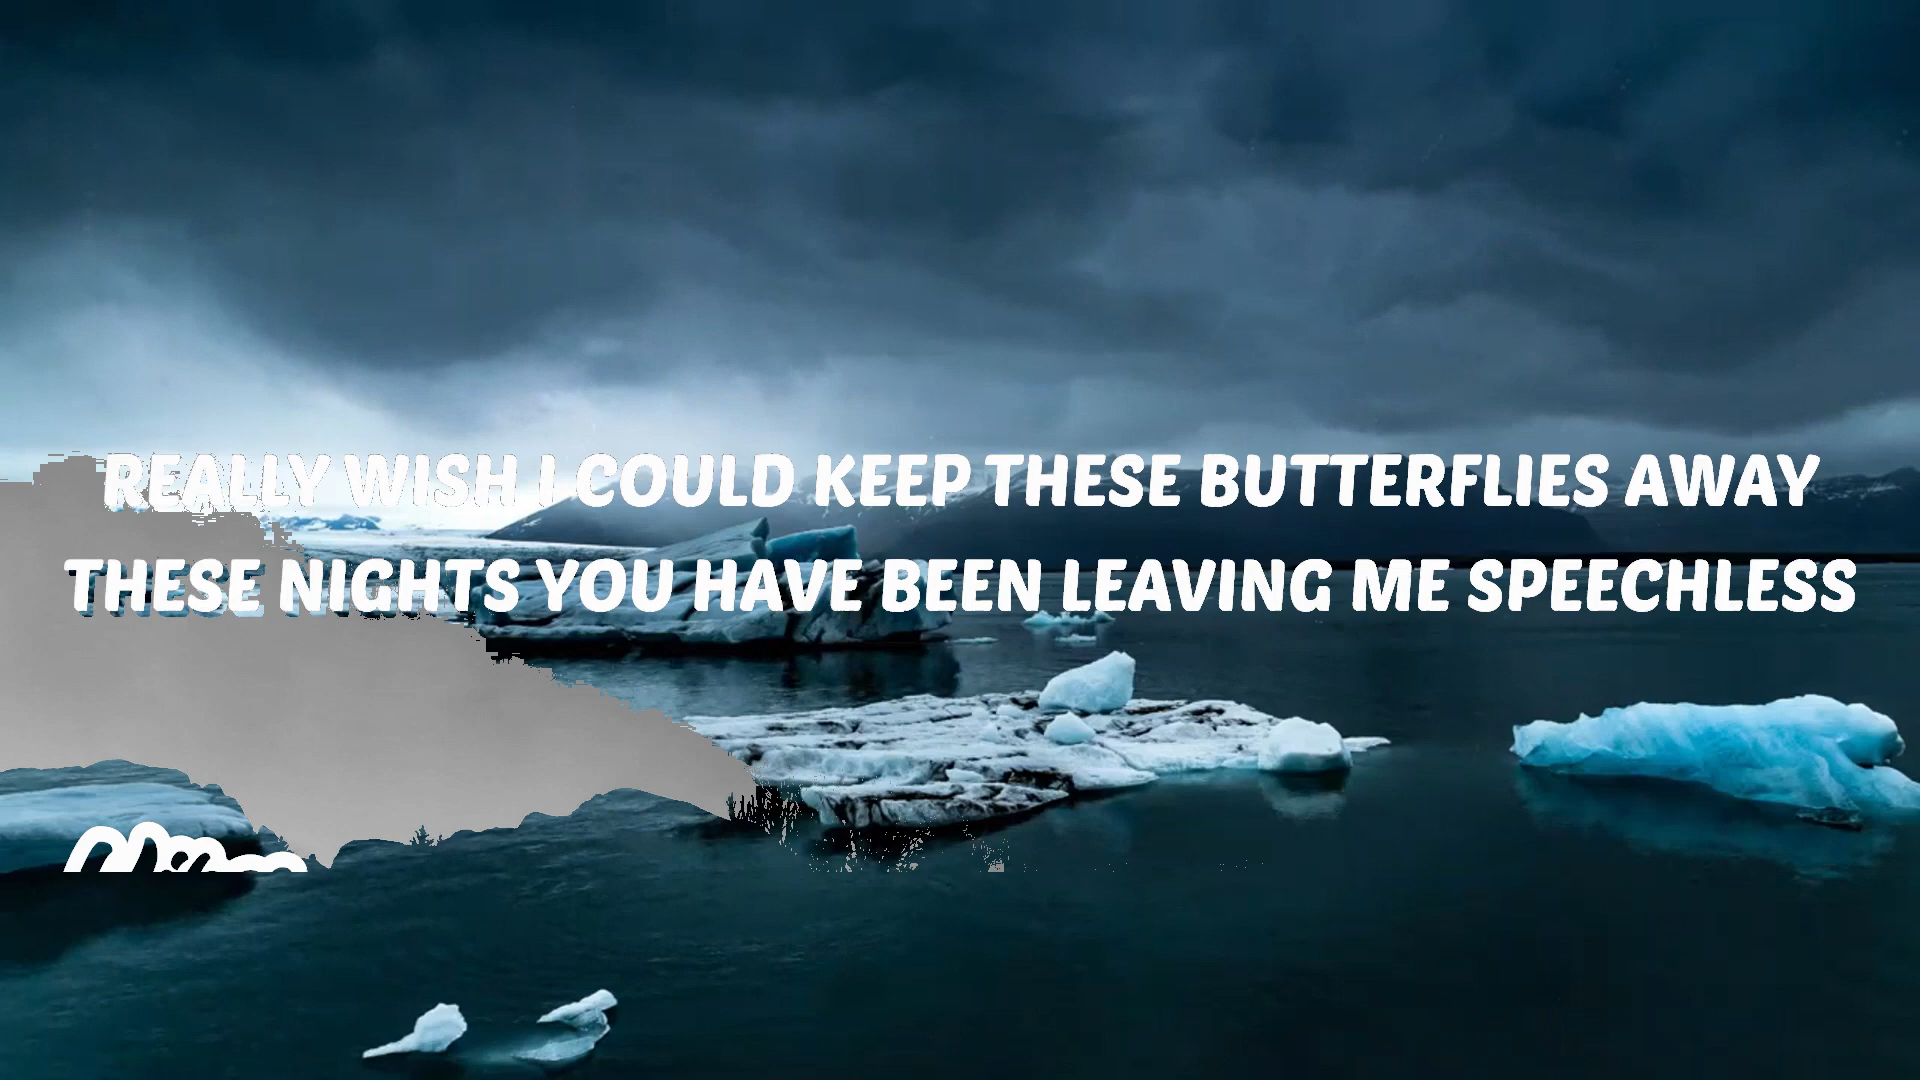 REALLY WISH I COULD KEEP THESE BUTTERFLIES AWAY
THESE NIGHTS YOU HAVE BEEN LEAVING ME SPEECHLESS